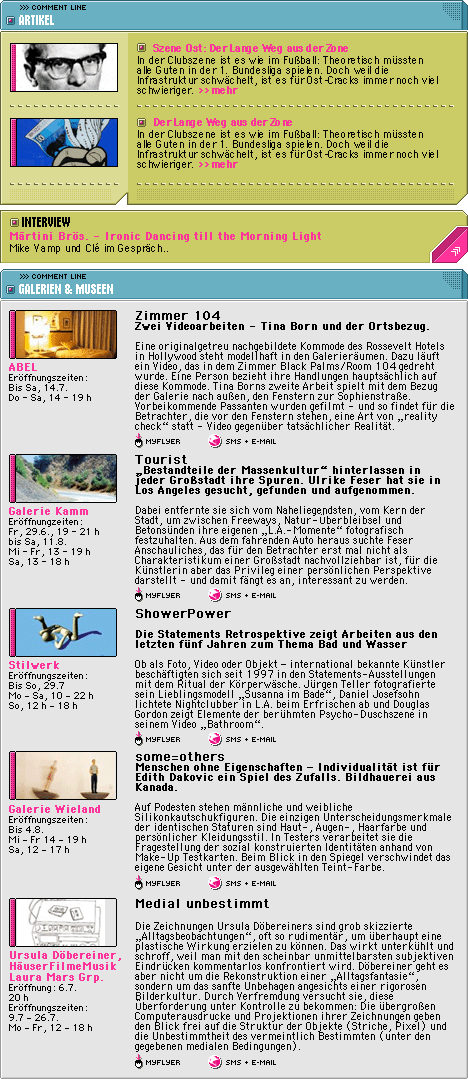 >>> COMMENT LINE
ARTIKEL
Szene Ost: Der Lange Weg aus der Zone
In der Clubszene ist es wie im Fußball: Theoretisch müssten
alle Guten in der 1. Bundesliga spielen. Doch weil die
Infrastruktur schwächelt, ist es für Ost-Cracks immer noch viel
schwieriger. >> mehr
Der Lange Weg aus der Zone
In der Clubszene ist es wie im Fußball: Theoretisch müssten
alle Guten in der 1. Bundesliga spielen. Doch weil die
Infrastruktur schwächelt, ist es für Ost-Cracks immer noch viel
schwieriger. >> mehr
INTERVIEW
Märtini Brös. - Ironic Dancing till the Morning Light
Mike Vamp und Clé im Gespräch..
>>> COMMENT LINE
GALERIEN & MUSEEN
ABEL
Eröffnungszeiten:
Bis Sa, 14.7.
Do - Sa, 14 - 19 h
Zimmer 104
Zwei Videoarbeiten - Tina Born und der Ortsbezug.
Eine originalgetreu nachgebildete Kommode des Rossevelt Hotels
in Hollywood steht modellhaft in den Galerieräumen. Dazu läuft
ein Video, das in dem Zimmer Black Palms/Room 104 gedreht
wurde. Eine Person bezieht ihre Handlungen hauptsächlich auf
diese Kommode. Tina Borns zweite Arbeit spielt mit dem Bezug
der Galerie nach außen, den Fenstern zur Sophienstraße.
Vorbeikommende Passanten wurden gefilmt - und so findet für die
Betrachter, die vor den Fenstern stehen, eine Art von „reality
check“ statt - Video gegenüber tatsächlicher Realität.
MYFLYER SMS + E-MAIL
Galerie Kamm
Eröffnungzeiten:
Fr, 29.6., 19 - 21 h
bis Sa, 11.8.
Mi - Fr, 13 - 19 h
Sa, 13 - 18 h
Tourist
„Bestandteile der Massenkultur“ hinterlassen in
jeder Großstadt ihre Spuren. Ulrike Feser hat sie in
Los Angeles gesucht, gefunden und aufgenommen.
Dabei entfernte sie sich vom Naheliegendsten, vom Kern der
Stadt, um zwischen Freeways, Natur-Überbleibsel und
Betonsünden ihre eigenen „L.A.-Momente“ fotografisch
festzuhalten. Aus dem fahrenden Auto heraus suchte Feser
Anschauliches, das für den Betrachter erst mal nicht als
Charakteristikum einer Großstadt nachvollziehbar ist, für die
Künstlerin aber das Privileg einer persönlichen Perspektive
darstellt - und damit fängt es an, interessant zu werden.
MYFLYER SMS + E-MAIL
Stilwerk
Eröffnungszeiten:
Bis So, 29.7
Mo - Sa, 10 - 22 h
So, 12 h - 18 h
ShowerPower
Die Statements Retrospektive zeigt Arbeiten aus den
letzten fünf Jahren zum Thema Bad und Wasser
Ob als Foto, Video oder Objekt - international bekannte Künstler
beschäftigten sich seit 1997 in den Statements-Ausstellungen
mit dem Ritual der Körperwäsche. Jürgen Teller fotografierte
sein Lieblingsmodell „Susanna im Bade“, Daniel Josefsohn
lichtete Nightclubber in L.A. beim Erfrischen ab und Douglas
Gordon zeigt Elemente der berühmten Psycho-Duschszene in
seinem Video „Bathroom“.
MYFLYER SMS + E-MAIL
Galerie Wieland
Eröffnungszeiten:
Bis 4.8.
Mi - Fr 14 - 19 h
Sa, 12 - 17 h
some=others
Menschen ohne Eigenschaften - Individualität ist für
Edith Dakovic ein Spiel des Zufalls. Bildhauerei aus
Kanada.
Auf Podesten stehen männliche und weibliche
Silikonkautschukfiguren. Die einzigen Unterscheidungsmerkmale
der identischen Staturen sind Haut-, Augen-, Haarfarbe und
persönlicher Kleidungsstil. In Testers verarbeitet sie die
Fragestellung der sozial konstruierten Identitäten anhand von
Make-Up Testkarten. Beim Blick in den Spiegel verschwindet das
eigene Gesicht unter der ausgewählten Teint-Farbe.
MYFLYER SMS + E-MAIL
Ursula Döbereiner,
HäuserFilmeMusik
Laura Mars Grp.
Eröffnung: 6.7.
20 h
Eröffnungszeiten:
9.7 - 26.7.
Mo - Fr, 12 - 18 h
Medial unbestimmt
Die Zeichnungen Ursula Döbereiners sind grob skizzierte
„Alltagsbeobachtungen“, oft so rudimentär, um überhaupt eine
plastische Wirkung erzielen zu können. Das wirkt unterkühlt und
schroff, weil man mit den scheinbar unmittelbarsten subjektiven
Eindrücken kommentarlos konfrontiert wird. Döbereiner geht es
aber nicht um die Rekonstruktion einer „Alltagsfantasie“,
sondern um das sanfte Unbehagen angesichts einer rigorosen
Bilderkultur. Durch Verfremdung versucht sie, diese
Überforderung unter Kontrolle zu bekommen: Die übergroßen
Computerausdrucke und Projektionen ihrer Zeichnungen geben
den Blick frei auf die Struktur der Objekte (Striche, Pixel) und
die Unbestimmtheit des vermeintlich Bestimmten (unter den
gegebenen medialen Bedingungen).
MYFLYER SMS + E-MAIL